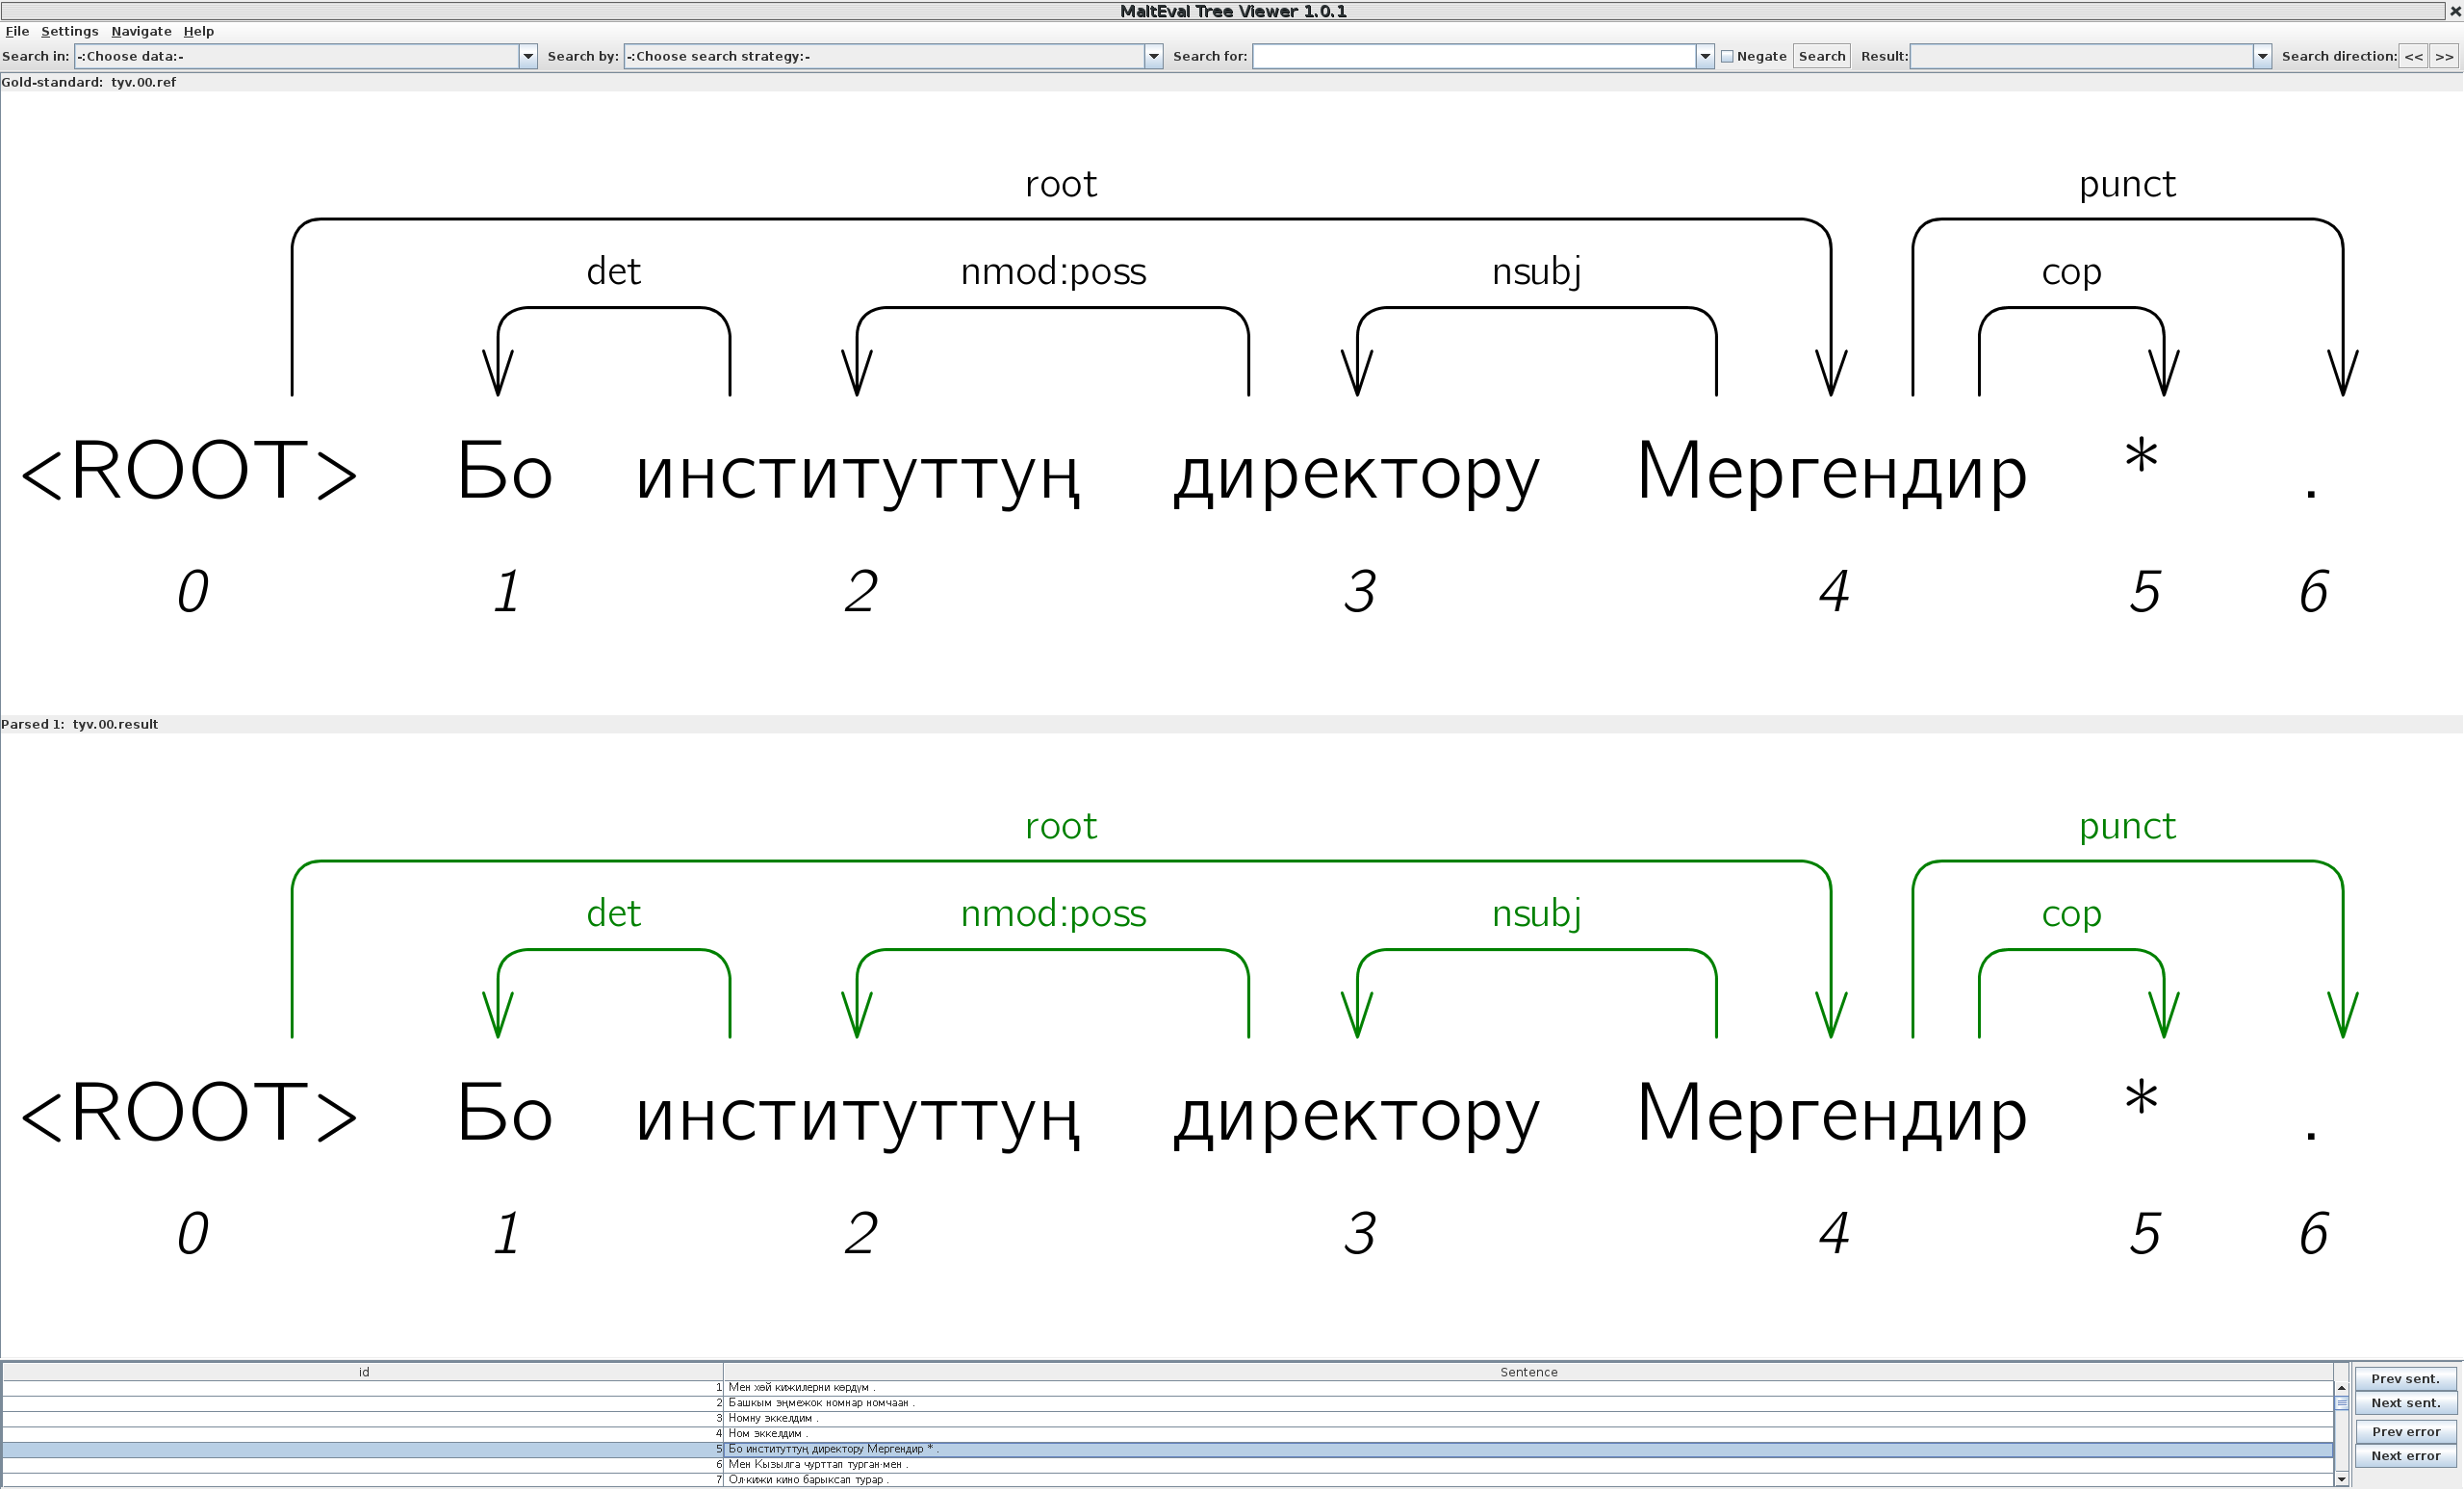 MaltEval Tree Viewer 1.0.1
File Settings Navigate Help
Search in: -:Choose data:- Search by: -:Choose search strategy:- Search for: Negate Search Result: Search direction: << >>
Gold-standard: tyv.00.ref
root punct
det nmod:poss nsubj cop
<ROOT> Бо институттуң директору Мергендир * .
0 1 2 3 4 5 6
Parsed 1: tyv.00.result
root punct
det nmod:poss nsubj cop
<ROOT> Бо институттуң директору Мергендир * .
0 1 2 3 4 5 6
id Sentence
1 Мен хөй кижилерни көрдүм .
2 Башкым эңмежок номнар номчаан .
3 Номну эккелдим .
4 Ном эккелдим .
5 Бо институттуң директору Мергендир * .
6 Мен Кызылга чурттап турган-мен .
7 Ол-кижи кино барыксап турар .
Prev sent.
Next sent.
Prev error
Next error